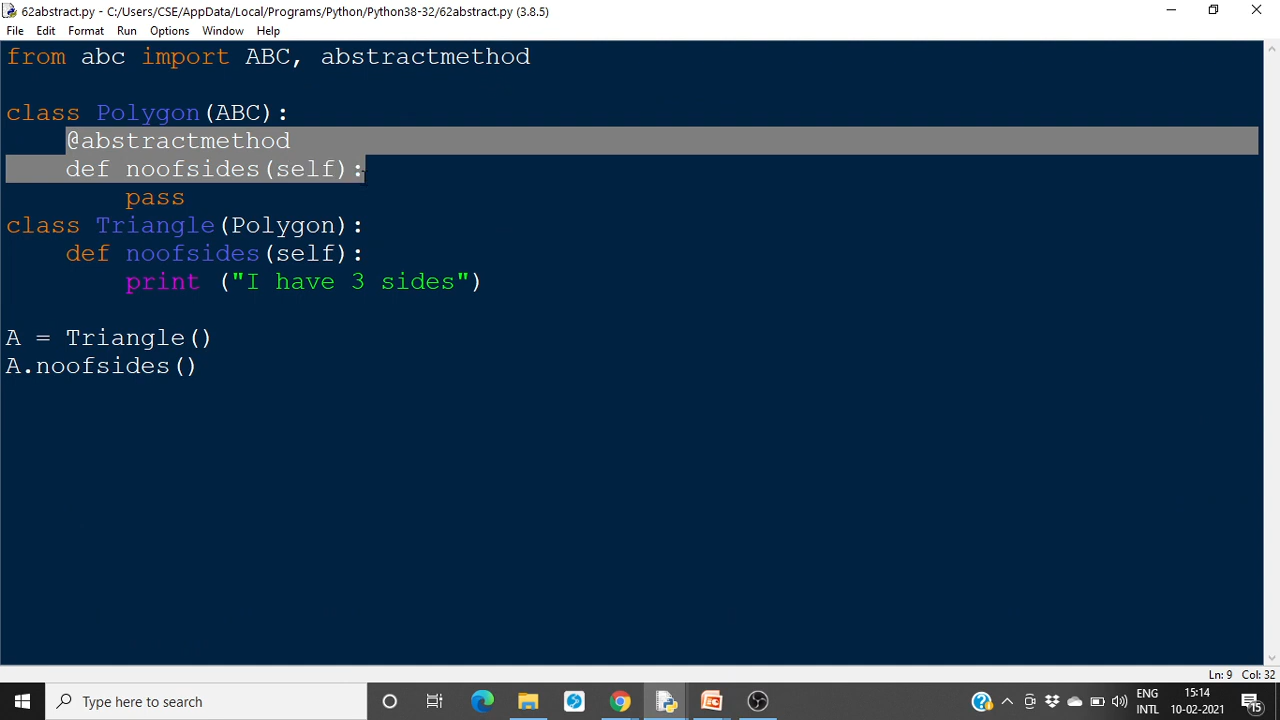 62abstract.py - C:/Users/CSE/AppData/Local/Programs/Python/Python38-32/62abstract.py (3.8.5)
File Edit Format Run Options Window Help
from abc import ABC, abstractmethod
class Polygon(ABC):
    @abstractmethod
    def noofsides(self):
        pass
class Triangle(Polygon):
    def noofsides(self):
        print ("I have 3 sides")
A = Triangle()
A.noofsides()
Ln: 9 Col: 32
Type here to search
ENG
INTL
15:14
10-02-2021
15